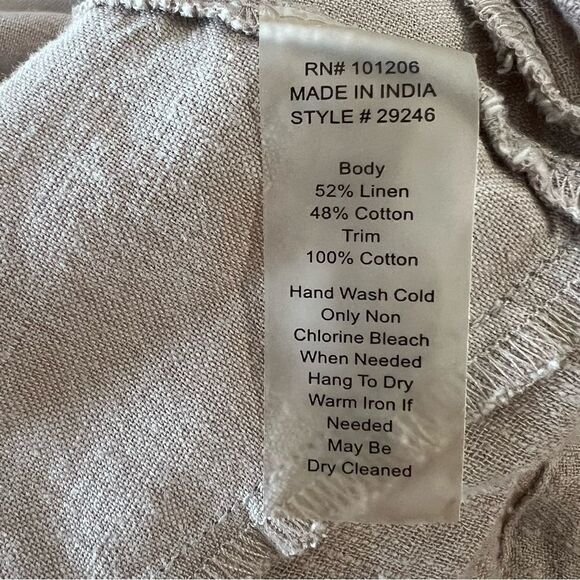 RN# 101206
MADE IN INDIA
STYLE # 29246
Body
52% Linen
48% Cotton
Trim
100% Cotton
Hand Wash Cold
Only Non
Chlorine Bleach
When Needed
Hang To Dry
Warm Iron If
Needed
May Be
Dry Cleaned